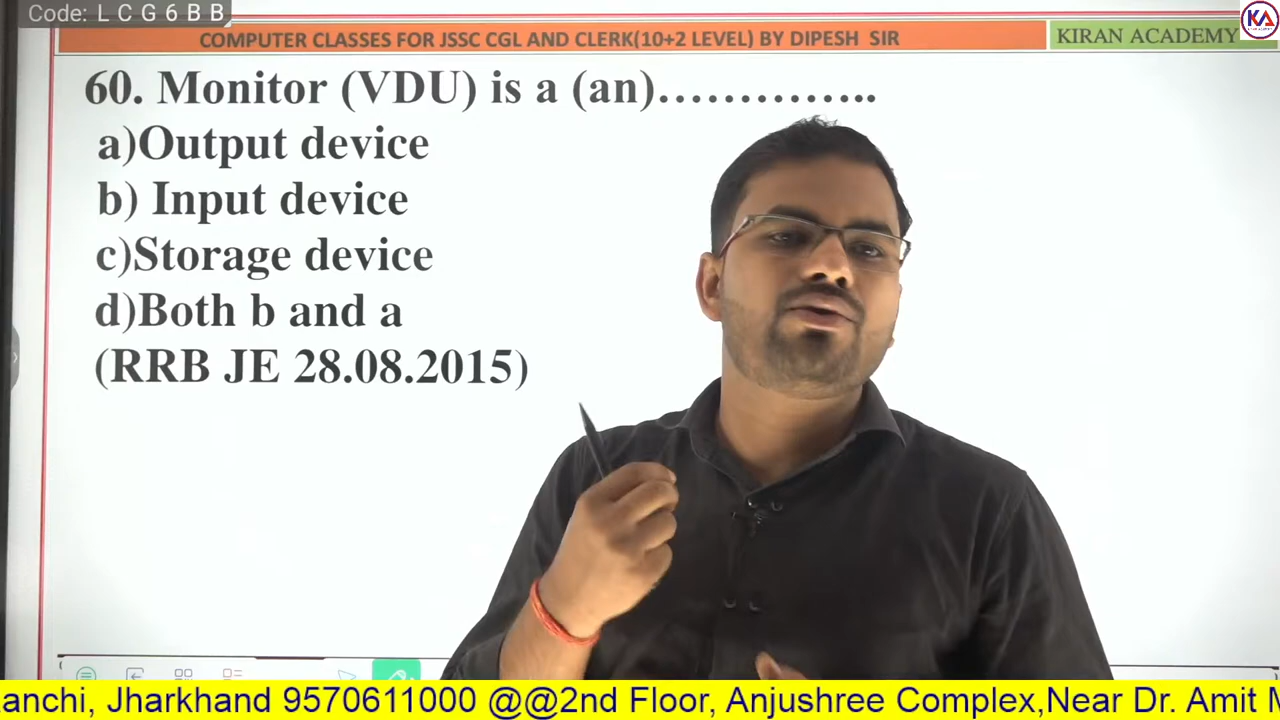 Code: L C G 6 B B
COMPUTER CLASSES FOR JSSC CGL AND CLERK(10+2 LEVEL) BY DIPESH SIR
KIRAN ACADEMY
KA
60. Monitor (VDU) is a (an)…………..
a)Output device
b) Input device
c)Storage device
d)Both b and a
(RRB JE 28.08.2015)
anchi, Jharkhand 9570611000 @@2nd Floor, Anjushree Complex,Near Dr. Amit M